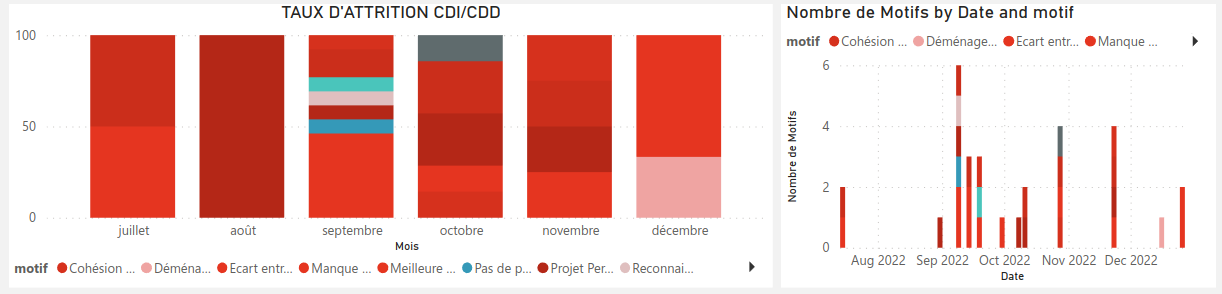 TAUX D'ATTRITION CDI/CDD
100
50
0
juillet août septembre octobre novembre décembre
Mois
motif Cohésion ... Déména... Ecart entr... Manque ... Meilleure ... Pas de p... Projet Per... Reconnai...
Nombre de Motifs by Date and motif
motif Cohésion ... Déménage... Ecart entr... Manque ...
Nombre de Motifs
6
4
2
0
Aug 2022 Sep 2022 Oct 2022 Nov 2022 Dec 2022
Date